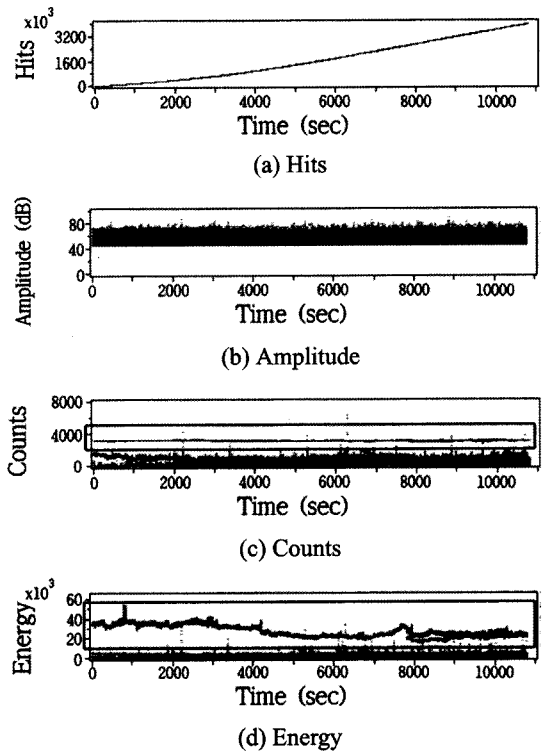 x10³
3200
1600
0
Hits
0 2000 4000 6000 8000 10000
Time (sec)
(a) Hits
80
40
0
Amplitude (dB)
0 2000 4000 6000 8000 10000
Time (sec)
(b) Amplitude
8000
4000
0
Counts
0 2000 4000 6000 8000 10000
Time (sec)
(c) Counts
x10³
60
40
20
0
Energy
0 2000 4000 6000 8000 10000
Time (sec)
(d) Energy